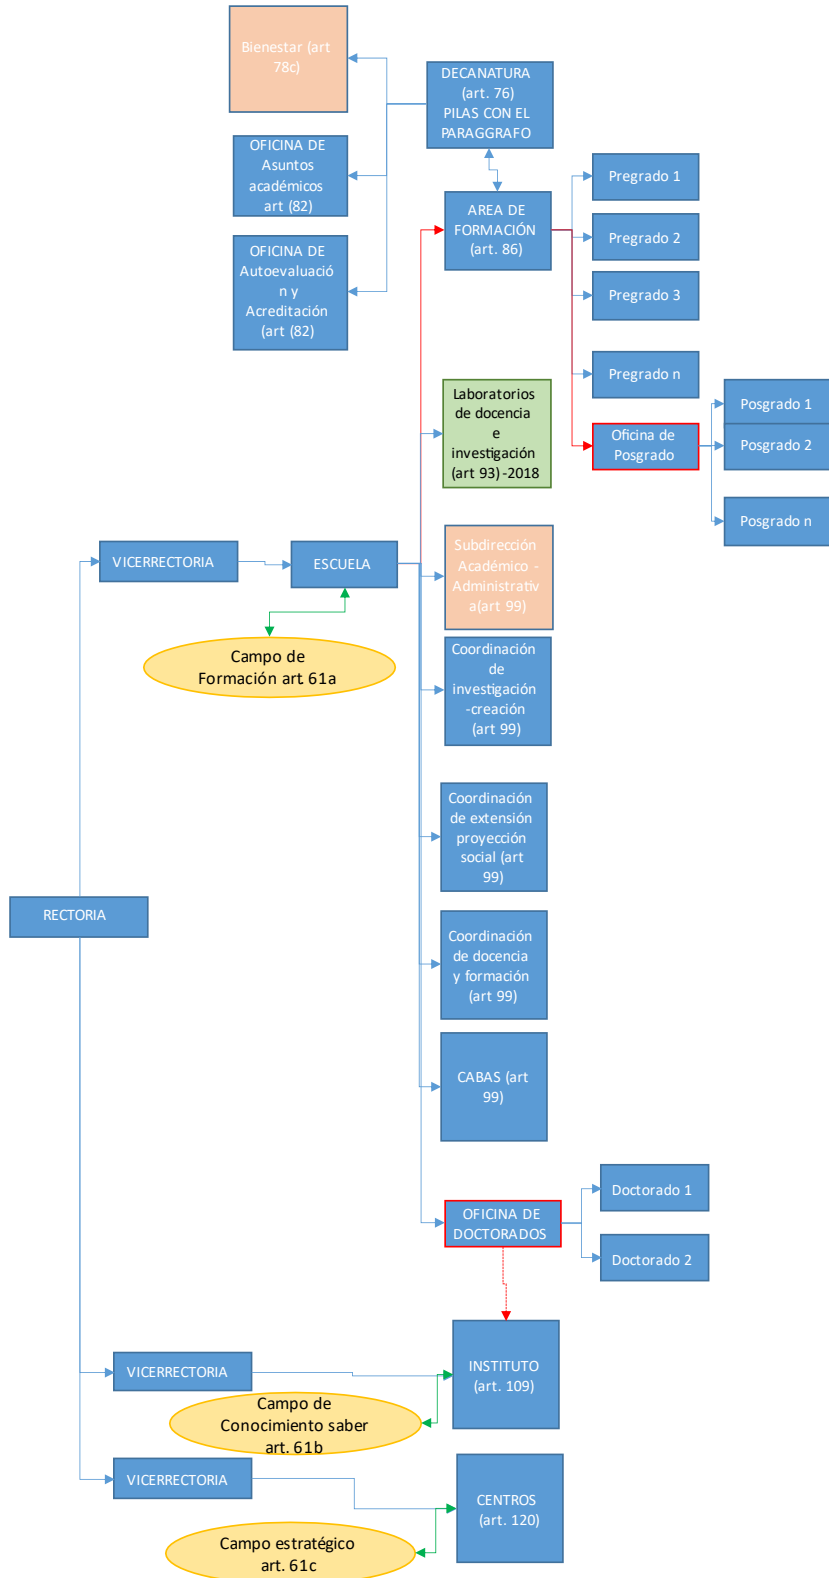 Bienestar (art
78c)
DECANATURA
(art. 76)
PILAS CON EL
PARAGGRAFO
OFICINA DE
Asuntos
académicos
art (82)
Pregrado 1
AREA DE
FORMACIÓN
(art. 86)
Pregrado 2
OFICINA DE
Autoevaluació
n y
Acreditación
(art (82)
Pregrado 3
Pregrado n
Laboratorios
de docencia
e
investigación
(art 93) -2018
Posgrado 1
Oficina de
Posgrado
Posgrado 2
Posgrado n
VICERRECTORIA
ESCUELA
Subdirección
Académico -
Administrativ
a(art 99)
Campo de
Formación art. 61a
Coordinación
de
investigación
-creación
(art 99)
Coordinación
de extensión
proyección
social (art
99)
RECTORIA
Coordinación
de docencia
y formación
(art 99)
CABAS (art
99)
Doctorado 1
OFICINA DE
DOCTORADOS
Doctorado 2
VICERRECTORIA
INSTITUTO
(art. 109)
Campo de
Conocimiento saber
art. 61b
VICERRECTORIA
CENTROS
(art. 120)
Campo estratégico
art. 61c